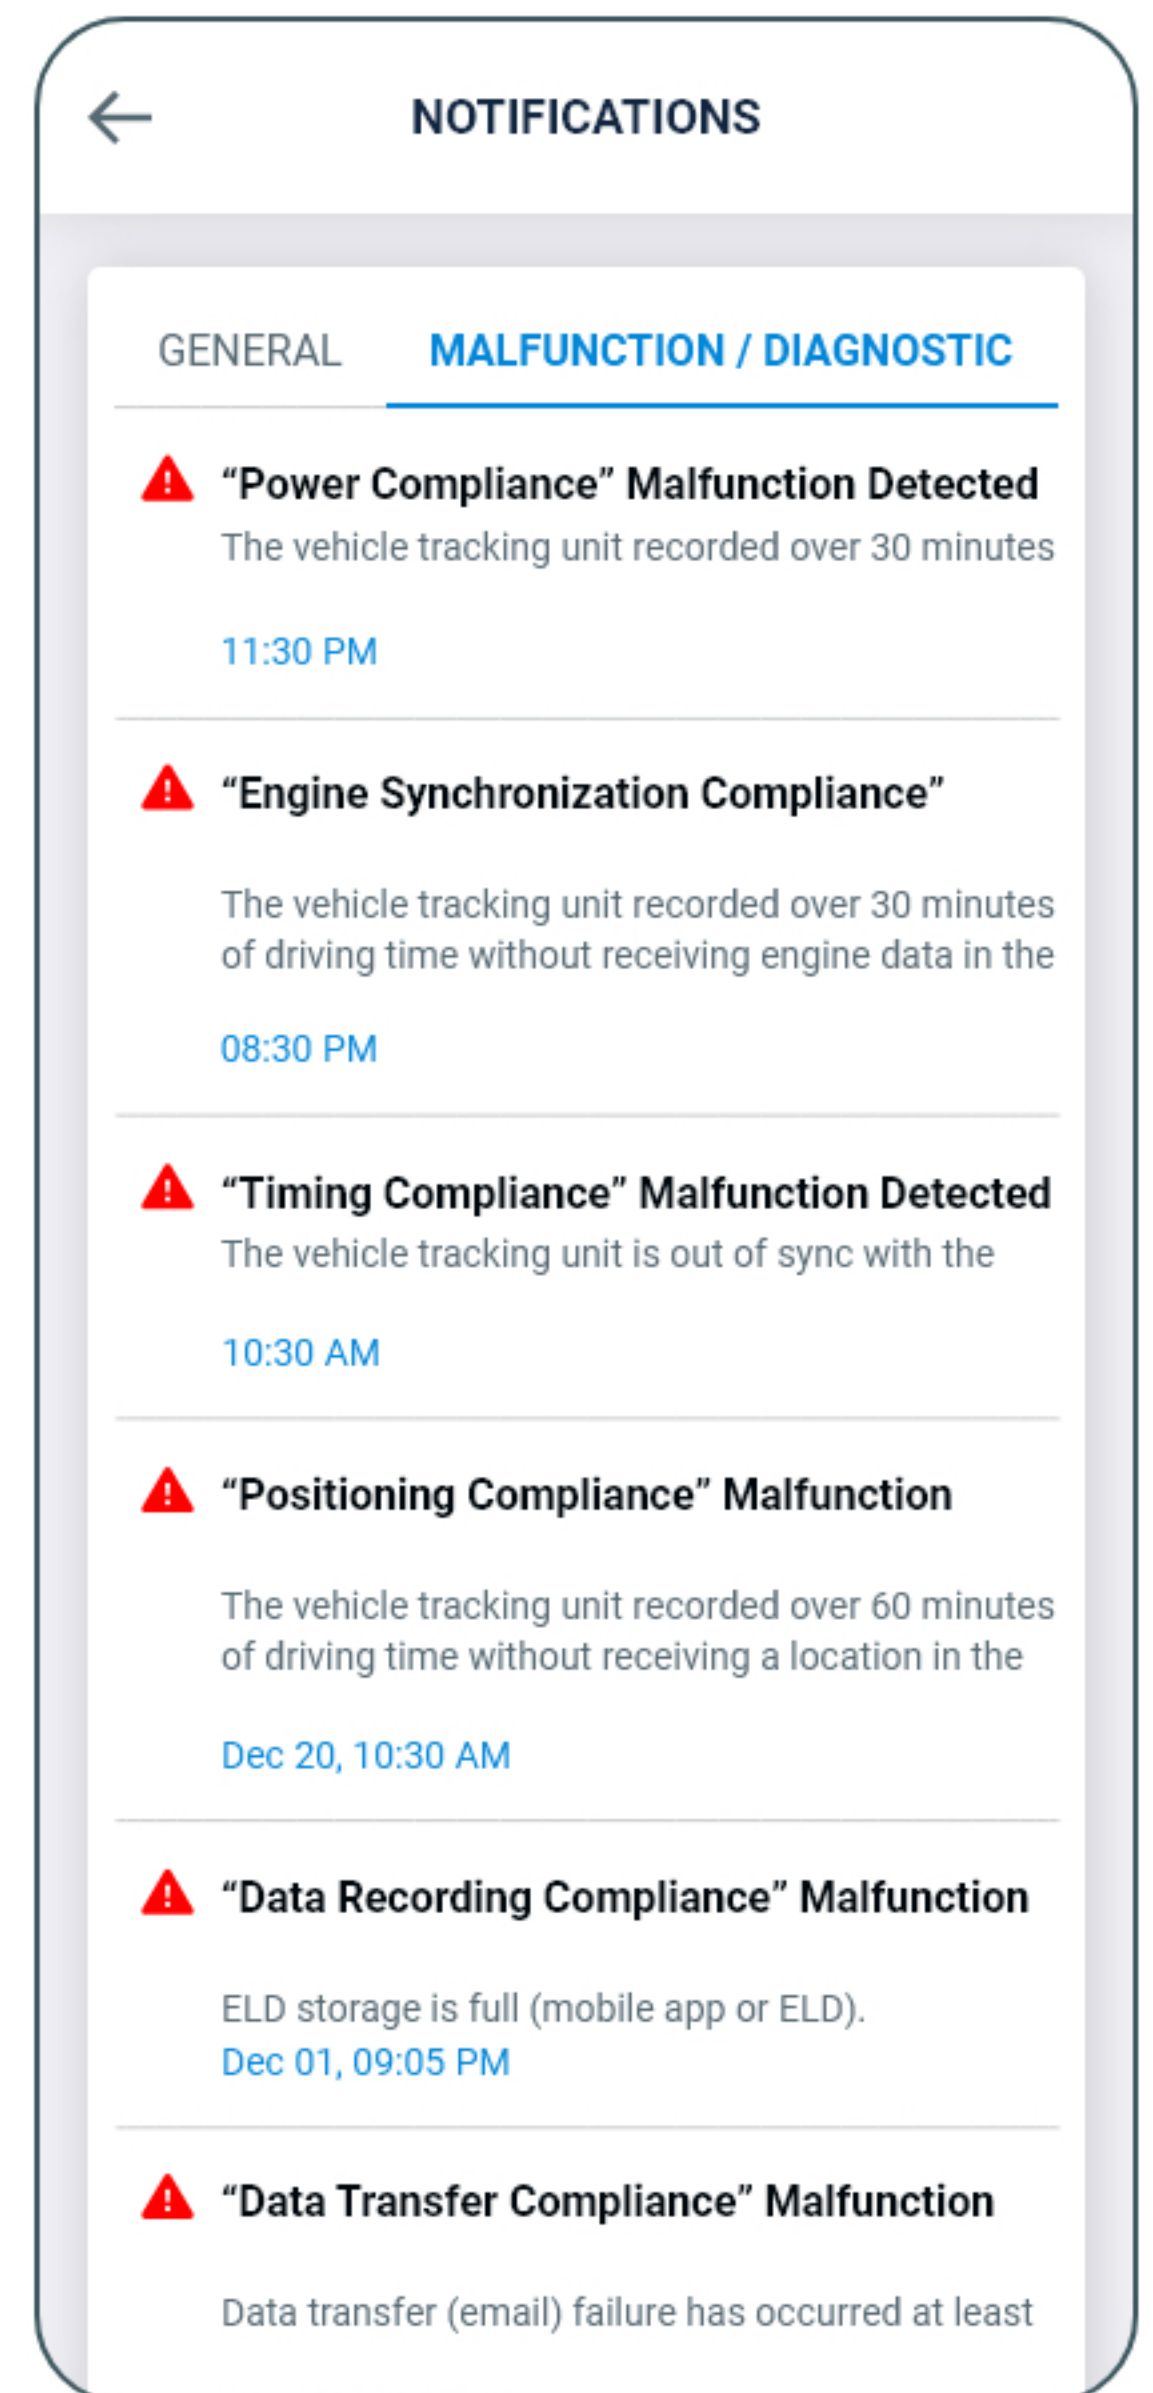 NOTIFICATIONS
GENERAL MALFUNCTION / DIAGNOSTIC
“Power Compliance” Malfunction Detected
The vehicle tracking unit recorded over 30 minutes
11:30 PM
“Engine Synchronization Compliance”
The vehicle tracking unit recorded over 30 minutes
of driving time without receiving engine data in the
08:30 PM
“Timing Compliance” Malfunction Detected
The vehicle tracking unit is out of sync with the
10:30 AM
“Positioning Compliance” Malfunction
The vehicle tracking unit recorded over 60 minutes
of driving time without receiving a location in the
Dec 20, 10:30 AM
“Data Recording Compliance” Malfunction
ELD storage is full (mobile app or ELD).
Dec 01, 09:05 PM
“Data Transfer Compliance” Malfunction
Data transfer (email) failure has occurred at least